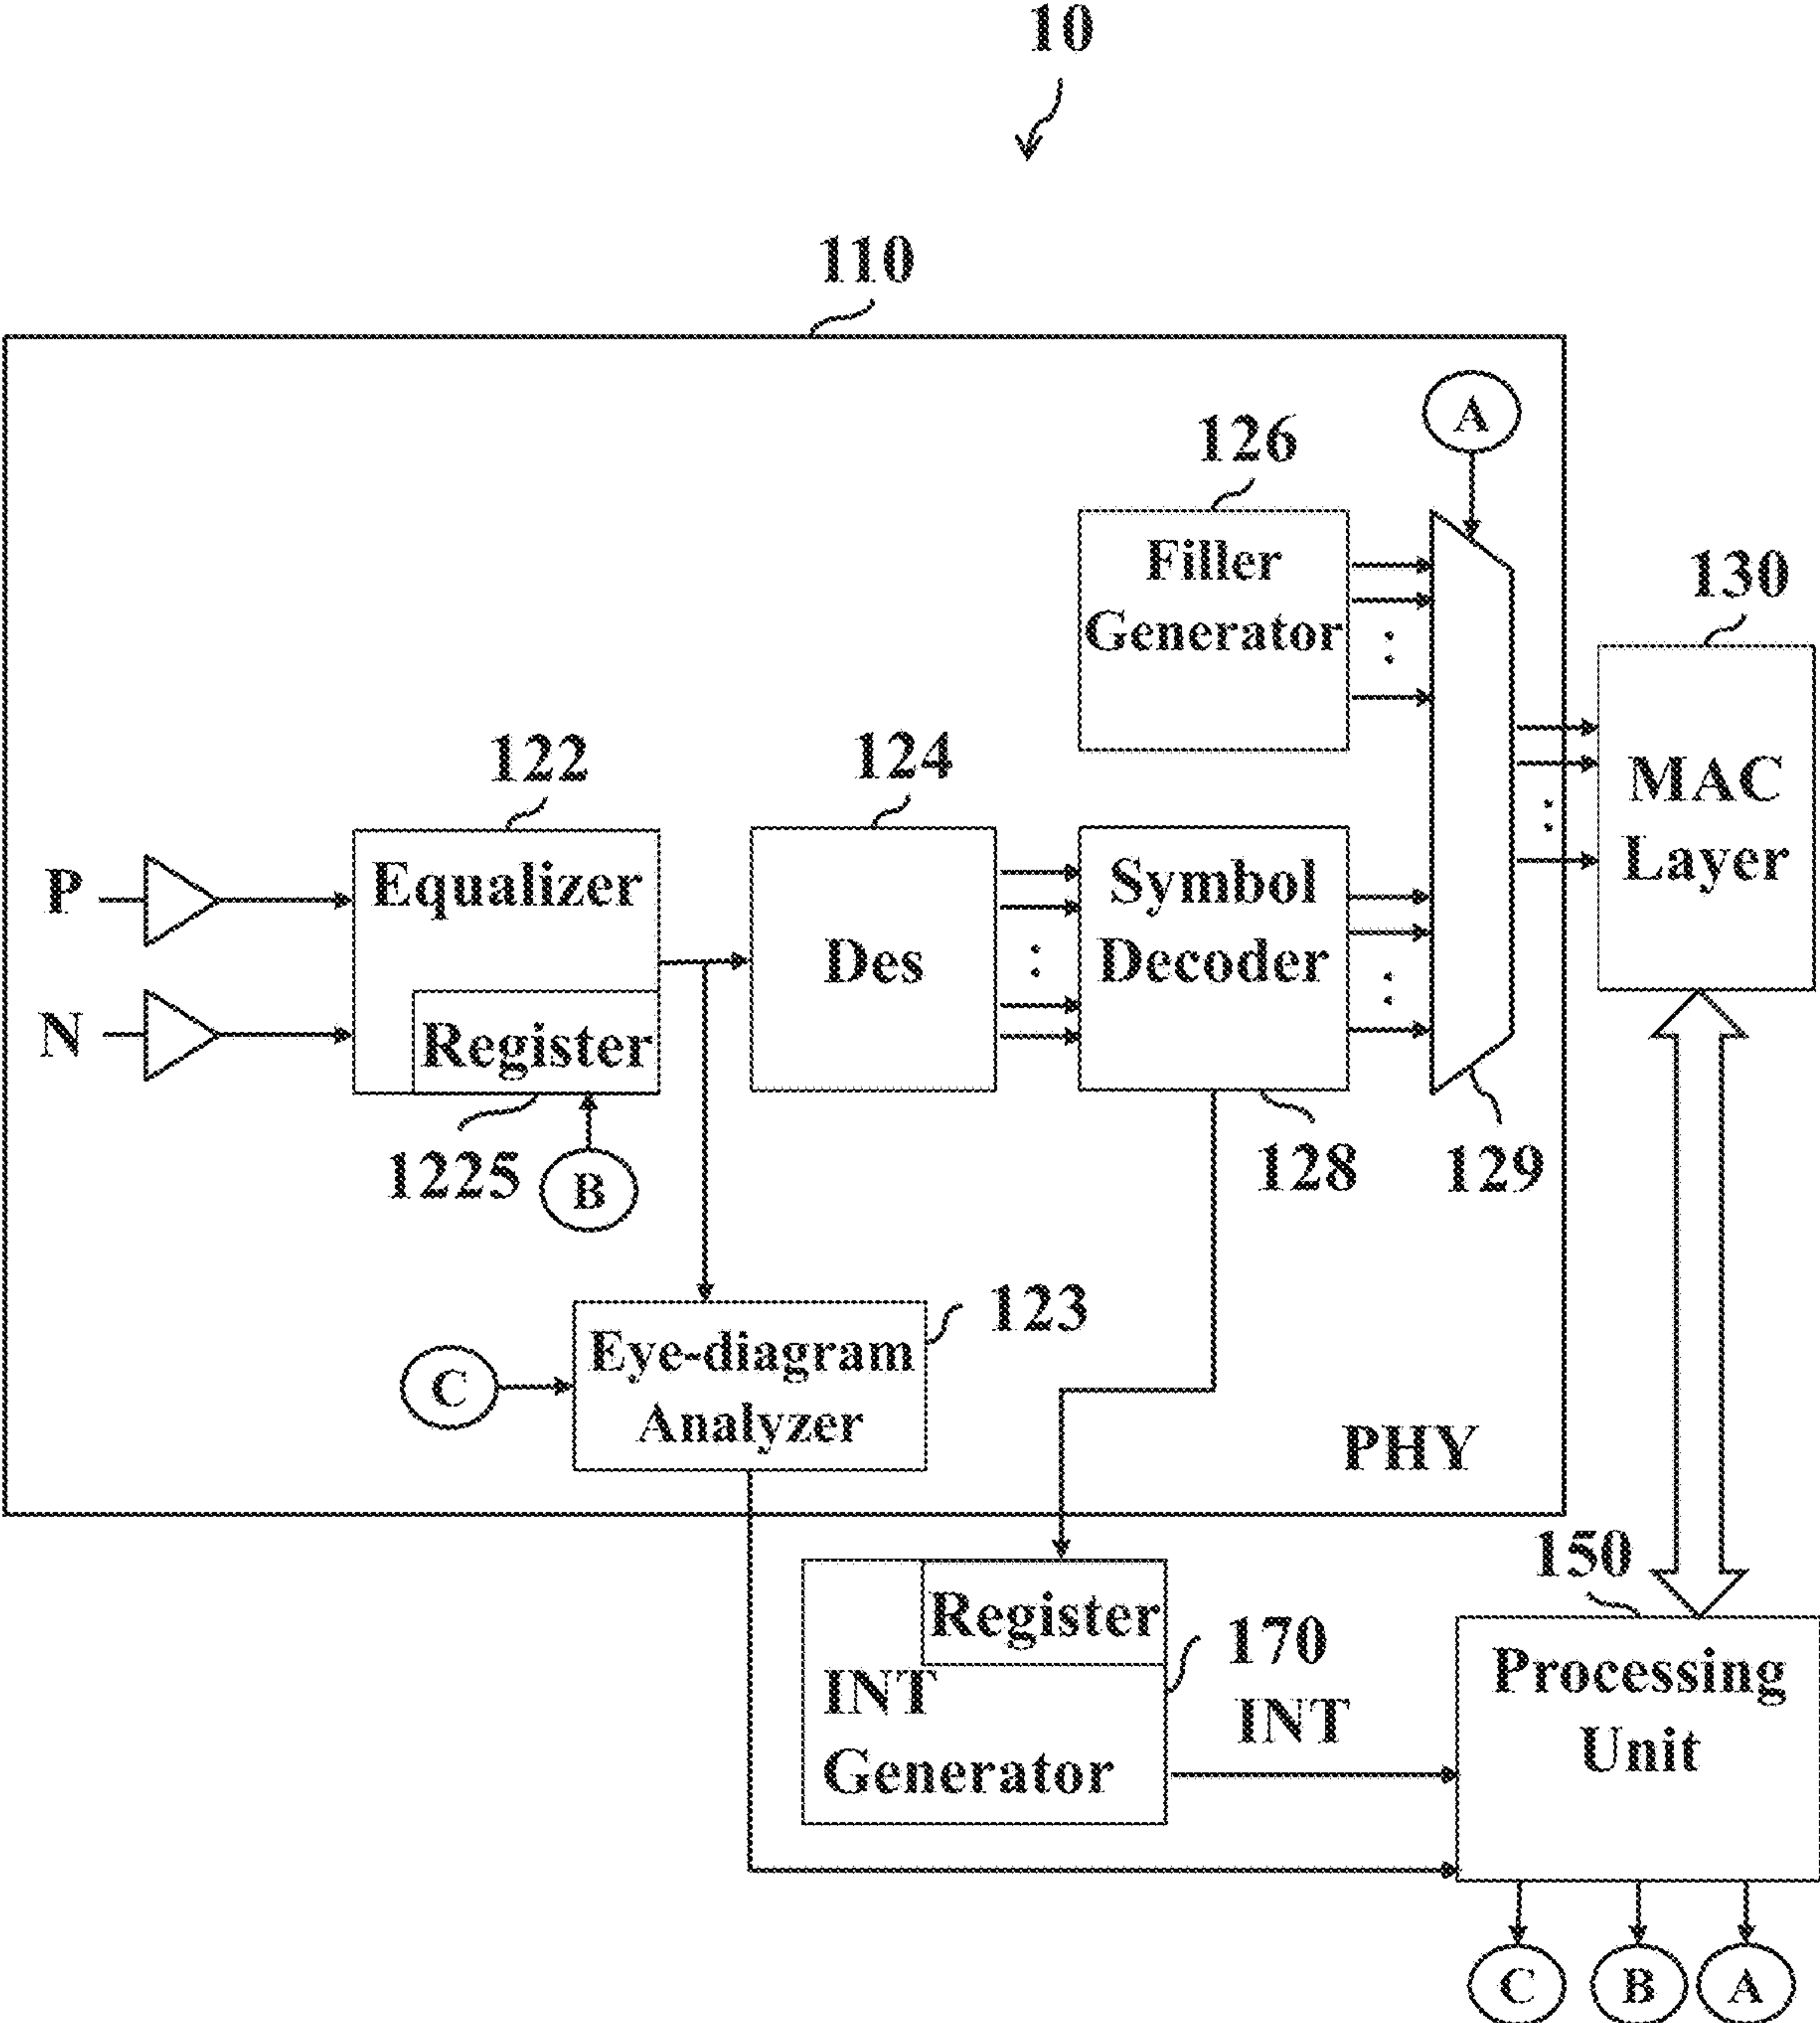 10
110
A
126
Filler
Generator
130
MAC
Layer
122
124
Equalizer
Symbol
Decoder
P
Des
N
Register
1225
B
128
129
123
Eye-diagram
Analyzer
C
PHY
150
Register
170
INT
Generator
INT
Processing
Unit
C
B
A